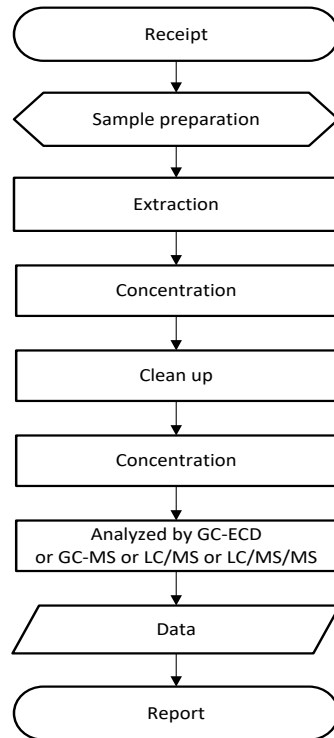 Receipt
Sample preparation
Extraction
Concentration
Clean up
Concentration
Analyzed by GC-ECD
or GC-MS or LC/MS or LC/MS/MS
Data
Report